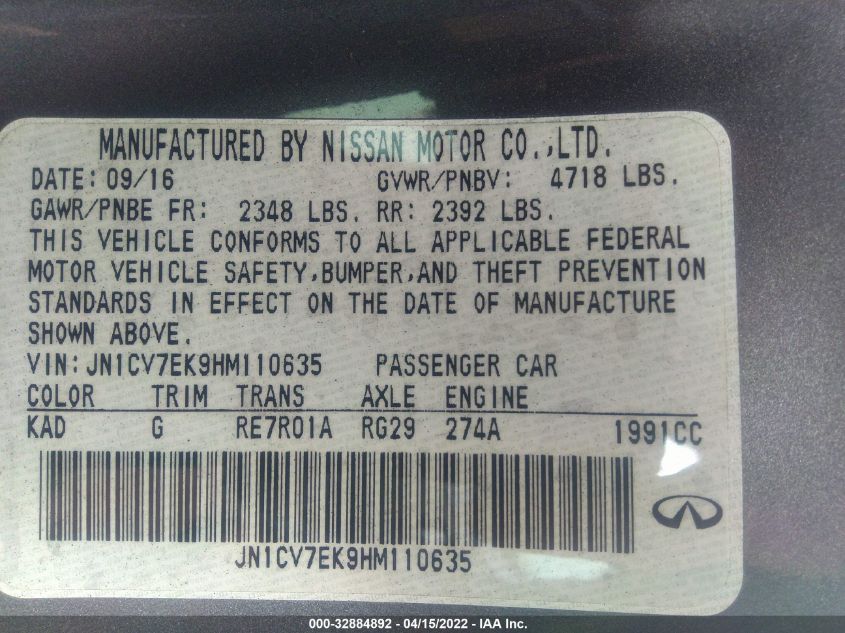 MANUFACTURED BY NISSAN MOTOR CO.,LTD.
DATE: 09/16 GVWR/PNBV: 4718 LBS.
GAWR/PNBE FR: 2348 LBS. RR: 2392 LBS.
THIS VEHICLE CONFORMS TO ALL APPLICABLE FEDERAL
MOTOR VEHICLE SAFETY,BUMPER,AND THEFT PREVENTION
STANDARDS IN EFFECT ON THE DATE OF MANUFACTURE
SHOWN ABOVE.
VIN: JN1CV7EK9HM110635 PASSENGER CAR
COLOR TRIM TRANS AXLE ENGINE
KAD G RE7R01A RG29 274A 1991CC
JN1CV7EK9HM110635
000-32884892 - 04/15/2022 - IAA Inc.